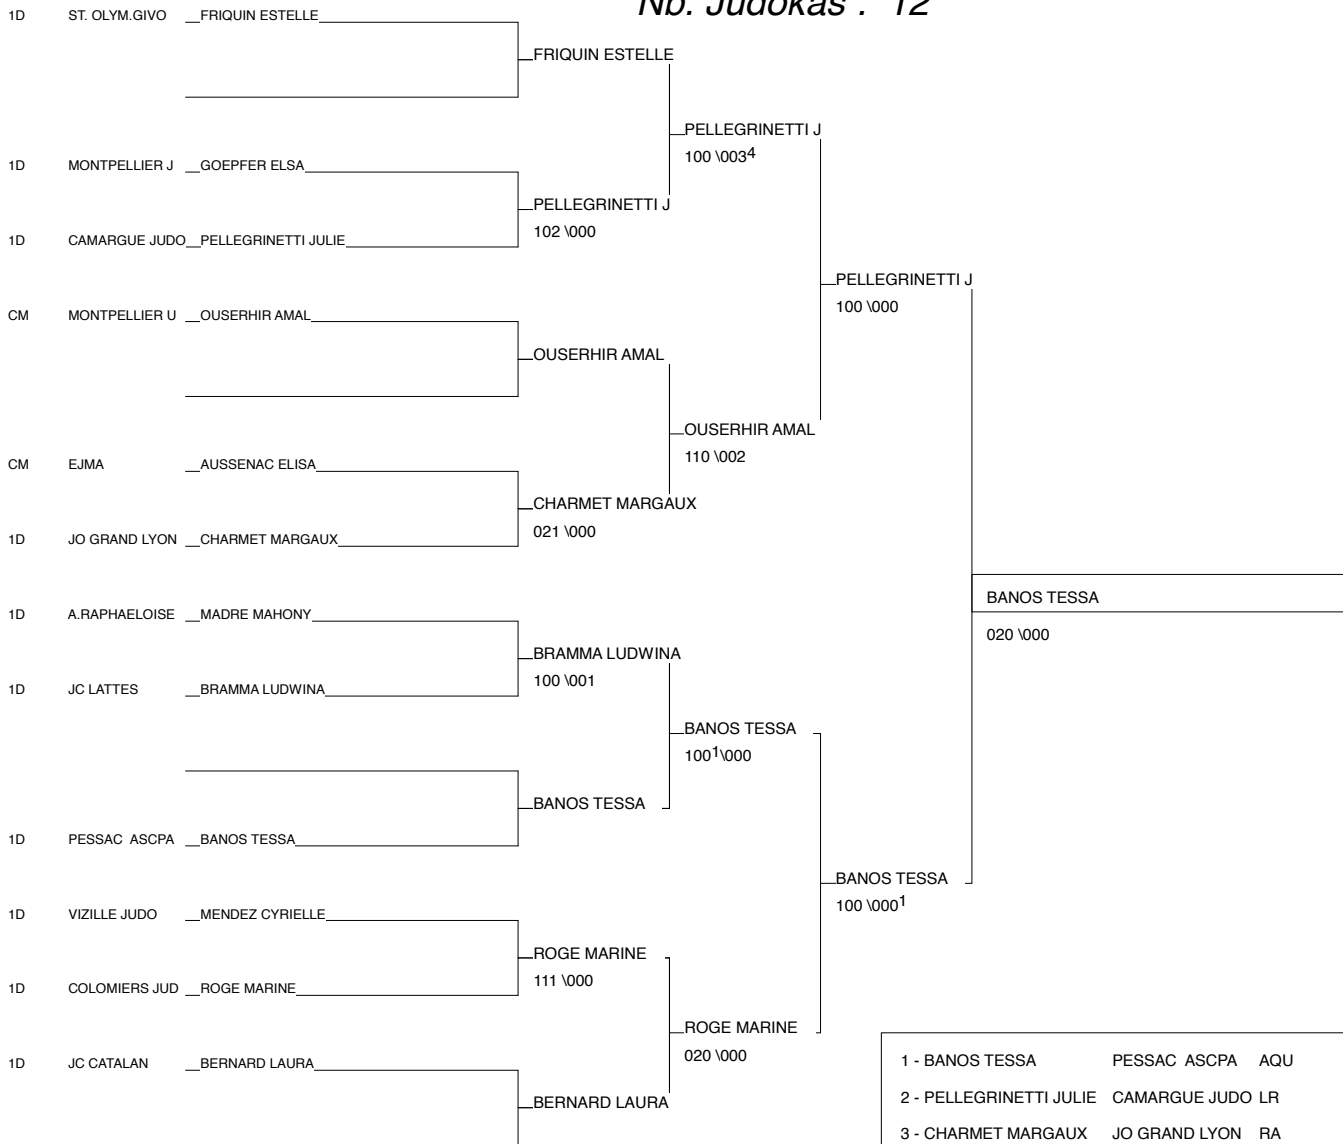 Nb. Judokas : 12
1D ST. OLYM.GIVO FRIQUIN ESTELLE
FRIQUIN ESTELLE
PELLEGRINETTI J
100 \003⁴
1D MONTPELLIER J GOEPFER ELSA
PELLEGRINETTI J
102 \000
1D CAMARGUE JUDO PELLEGRINETTI JULIE
PELLEGRINETTI J
100 \000
CM MONTPELLIER U OUSERHIR AMAL
OUSERHIR AMAL
OUSERHIR AMAL
110 \002
CM EJMA AUSSENAC ELISA
CHARMET MARGAUX
021 \000
1D JO GRAND LYON CHARMET MARGAUX
BANOS TESSA
020 \000
1D A.RAPHAELOISE MADRE MAHONY
BRAMMA LUDWINA
100 \001
1D JC LATTES BRAMMA LUDWINA
BANOS TESSA
100¹\000
BANOS TESSA
1D PESSAC ASCPA BANOS TESSA
BANOS TESSA
100 \000¹
1D VIZILLE JUDO MENDEZ CYRIELLE
ROGE MARINE
111 \000
1D COLOMIERS JUD ROGE MARINE
ROGE MARINE
020 \000
1D JC CATALAN BERNARD LAURA
BERNARD LAURA
1 - BANOS TESSA PESSAC ASCPA AQU
2 - PELLEGRINETTI JULIE CAMARGUE JUDO LR
3 - CHARMET MARGAUX JO GRAND LYON RA